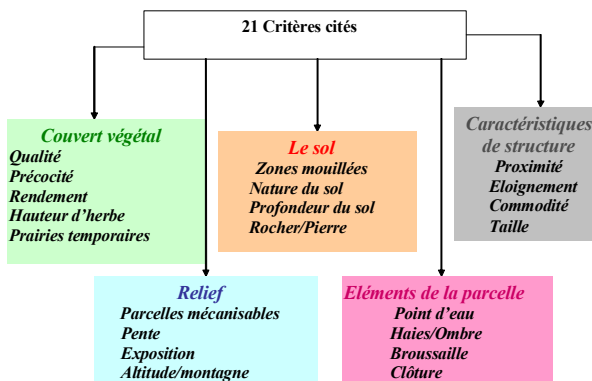 21 Critères cités
Couvert végétal
Qualité
Précocité
Rendement
Hauteur d'herbe
Prairies temporaires
Le sol
Zones mouillées
Nature du sol
Profondeur du sol
Rocher/Pierre
Caractéristiques
de structure
Proximité
Eloignement
Commodité
Taille
Relief
Parcelles mécanisables
Pente
Exposition
Altitude/montagne
Eléments de la parcelle
Point d'eau
Haies/Ombre
Broussaille
Clôture